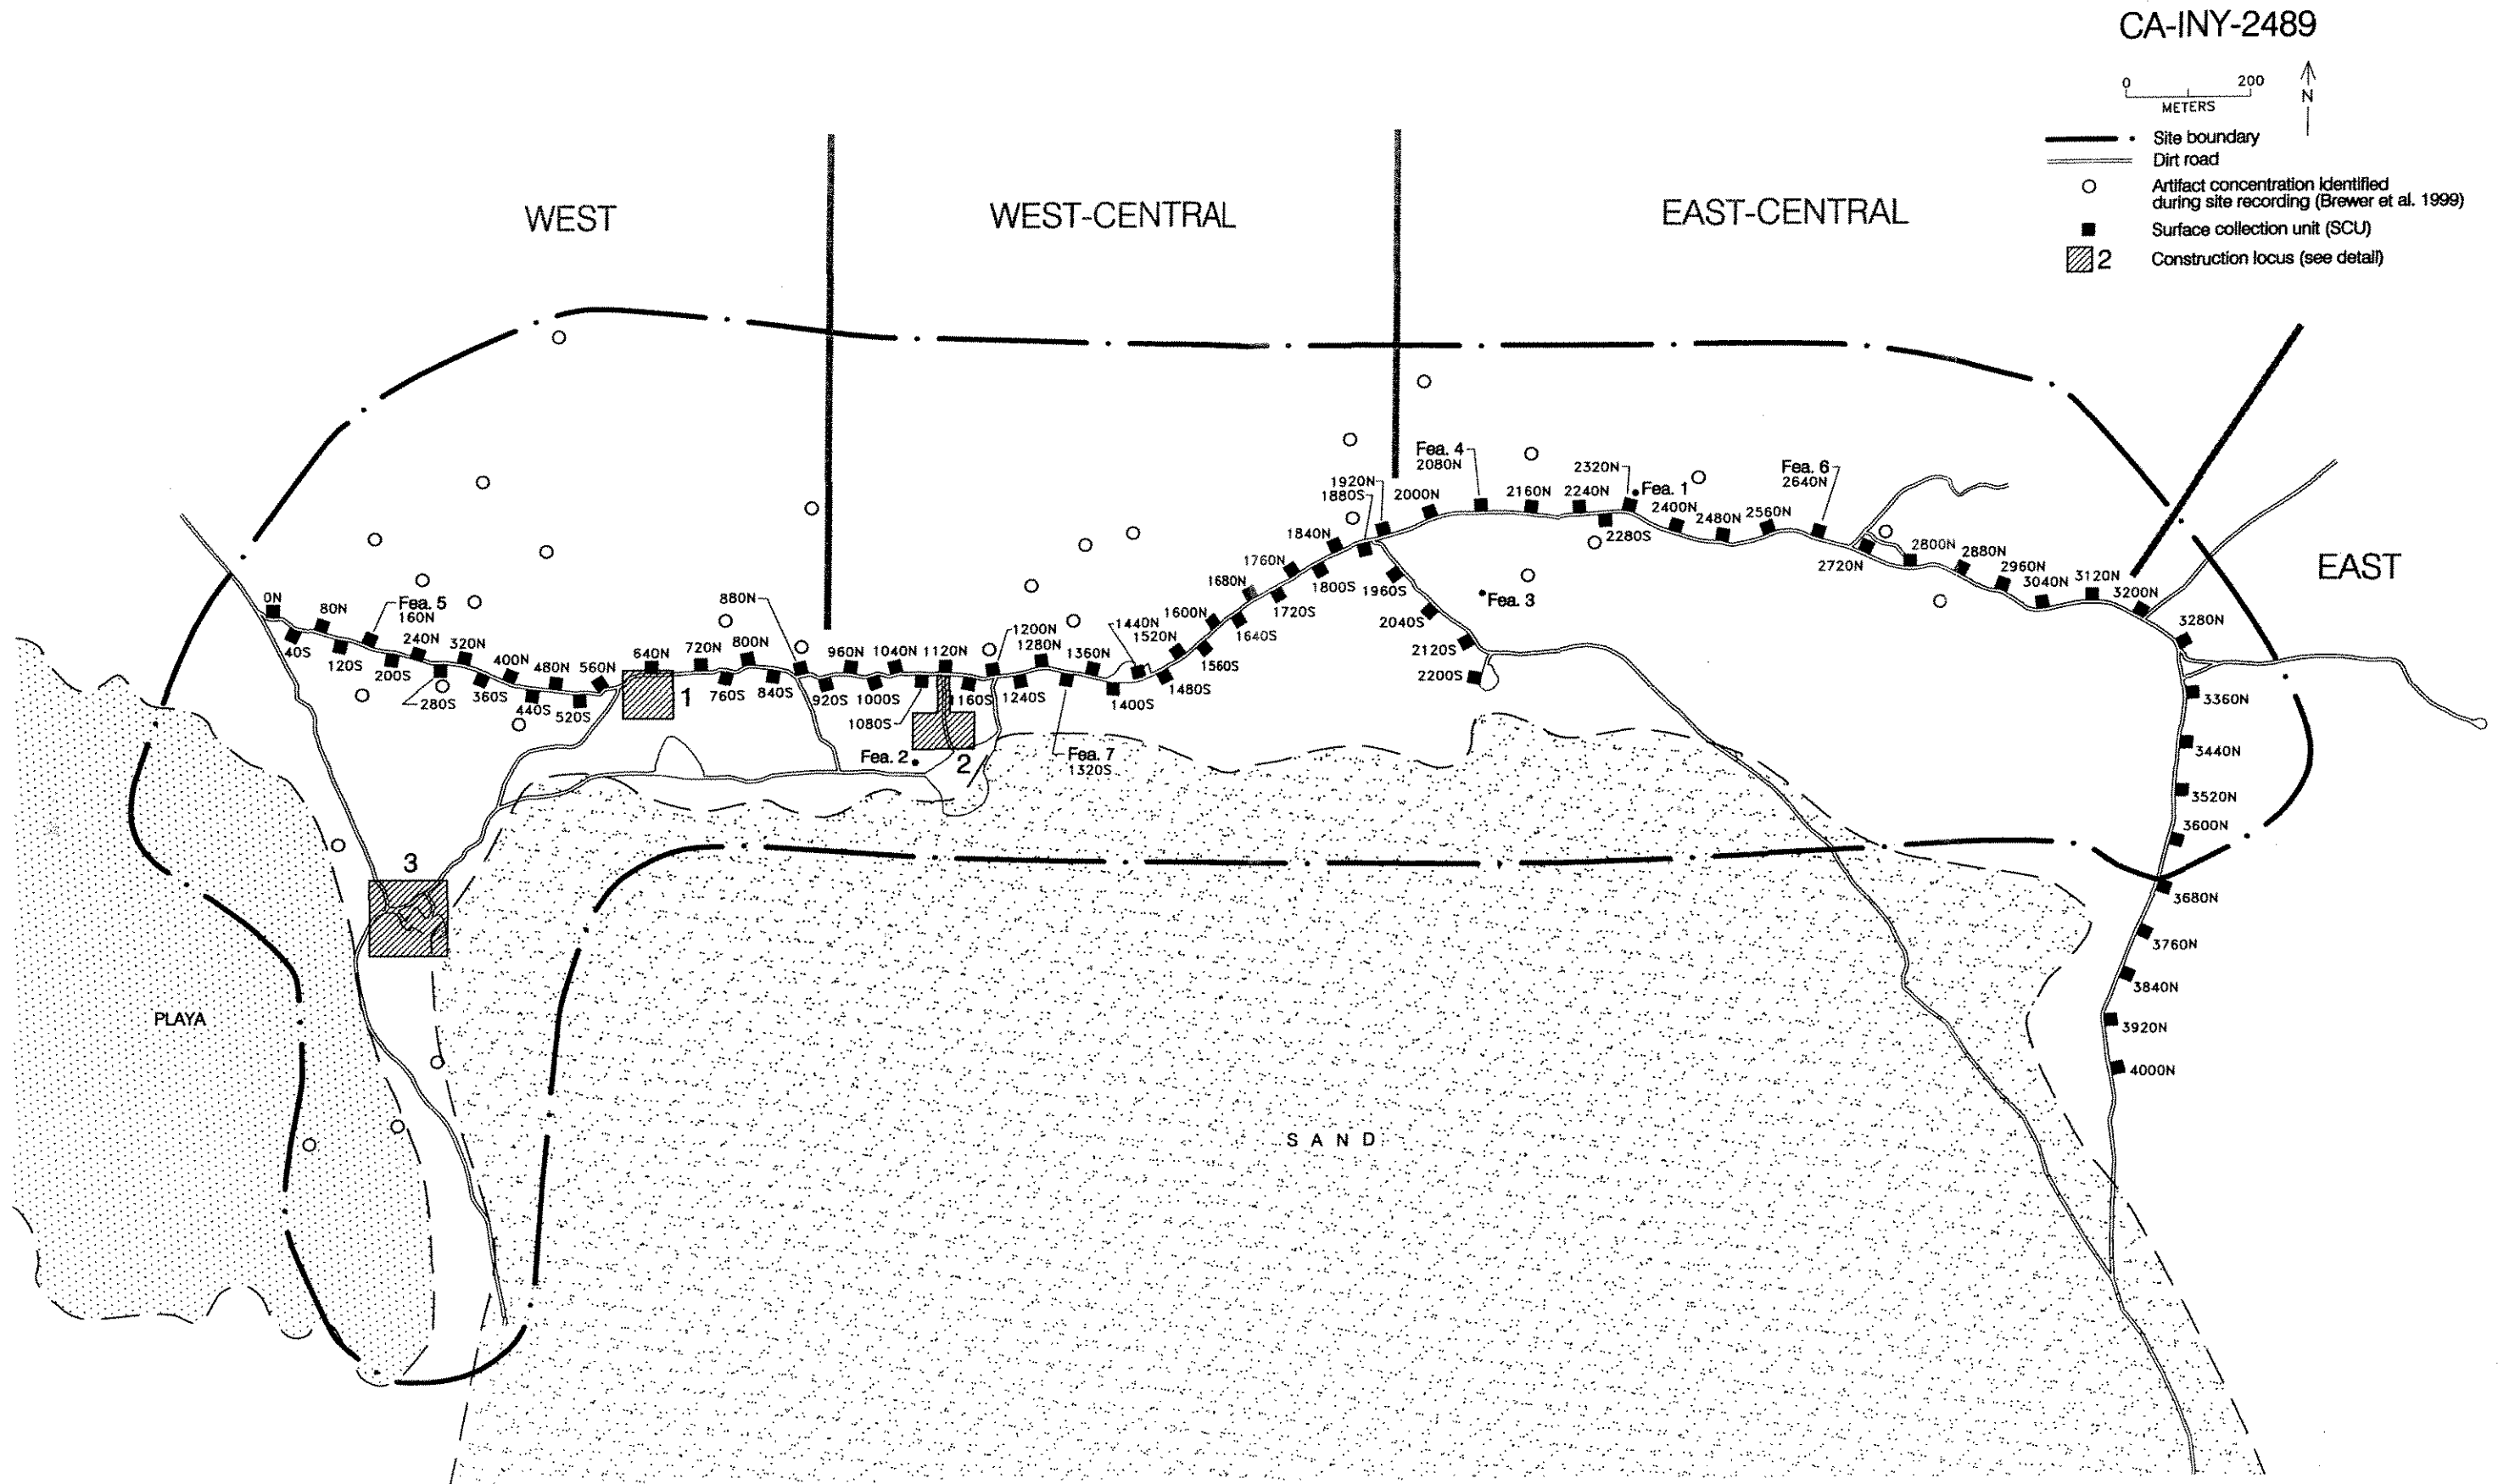 CA-INY-2489
0 200
METERS
N
Site boundary
Dirt road
Artifact concentration identified
during site recording (Brewer et al. 1999)
Surface collection unit (SCU)
2 Construction locus (see detail)
WEST
WEST-CENTRAL
EAST-CENTRAL
EAST
0N
40S
80N
120S
Fea. 5
160N
200S
240N
280S
320N
360S
400N
440S
480N
520S
560N
640N
1
720N
760S
800N
840S
880N
920S
960N
1000S
1040N
1080S
1120N
1160S
1200N
1240S
1280N
Fea. 7
1320S
1360N
1400S
1440N
1480S
1520N
1560S
1600N
1640S
1680N
1720S
1760N
1800S
1840N
1880S
1920N
1960S
2000N
2040S
Fea. 4
2080N
2120S
2160N
2200S
2240N
2280S
2320N
Fea. 1
2400N
2480N
2560N
Fea. 6
2640N
2720N
2800N
2880N
2960N
3040N
3120N
3200N
3280N
3360N
3440N
3520N
3600N
3680N
3760N
3840N
3920N
4000N
Fea. 3
Fea. 2
2
3
PLAYA
SAND